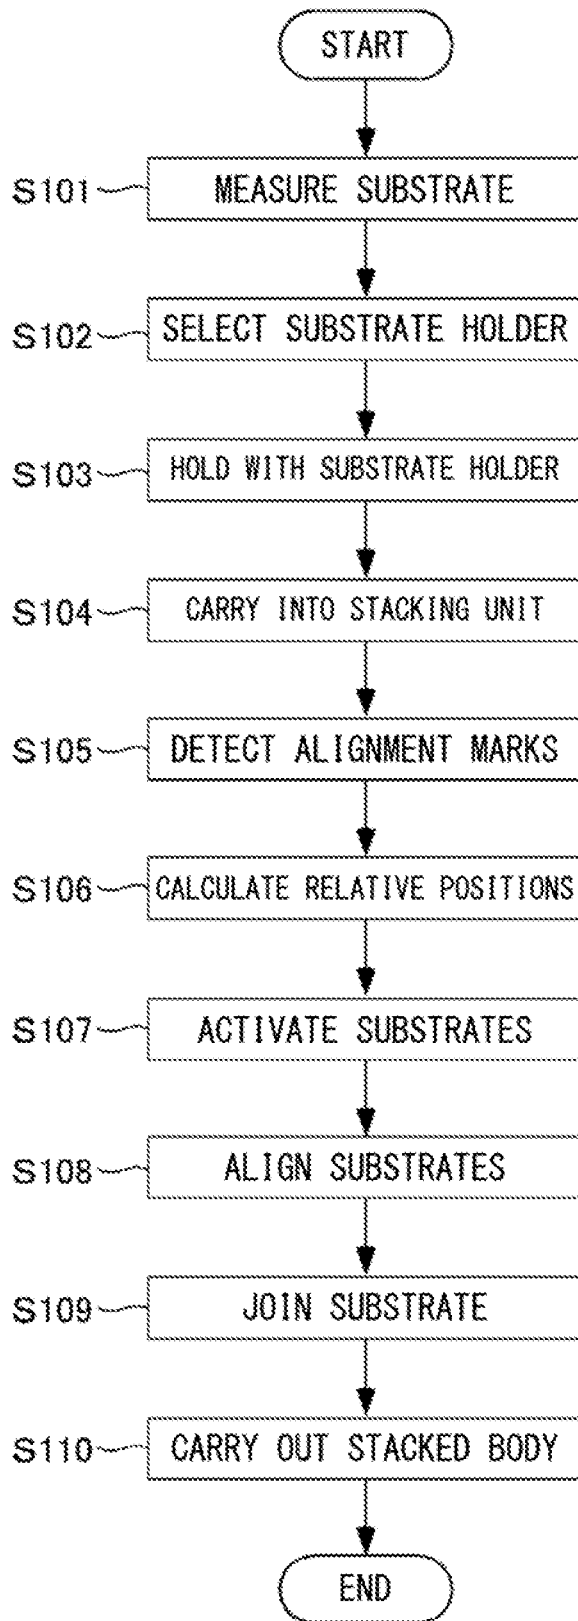 START
S101 MEASURE SUBSTRATE
S102 SELECT SUBSTRATE HOLDER
S103 HOLD WITH SUBSTRATE HOLDER
S104 CARRY INTO STACKING UNIT
S105 DETECT ALIGNMENT MARKS
S106 CALCULATE RELATIVE POSITIONS
S107 ACTIVATE SUBSTRATES
S108 ALIGN SUBSTRATES
S109 JOIN SUBSTRATE
S110 CARRY OUT STACKED BODY
END